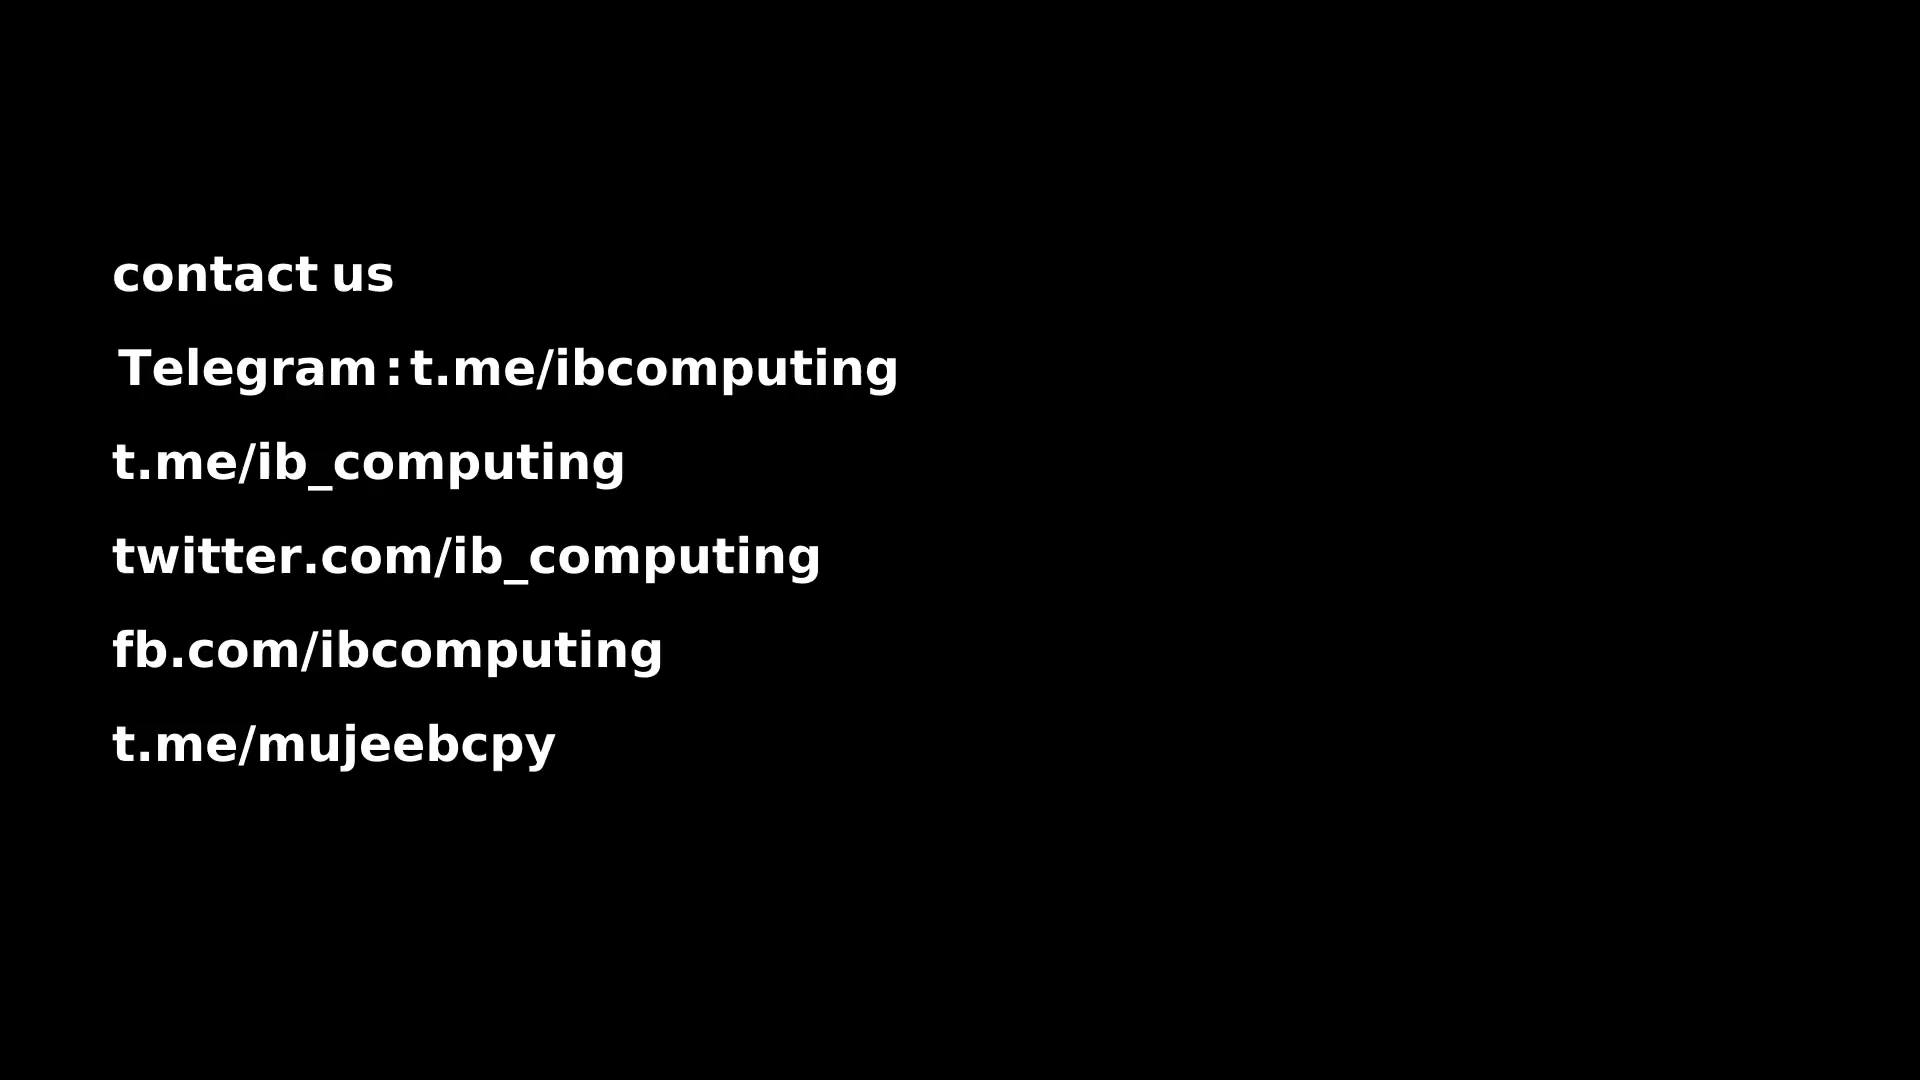 contact us
Telegram : t.me/ibcomputing
t.me/ib_computing
twitter.com/ib_computing
fb.com/ibcomputing
t.me/mujeebcpy